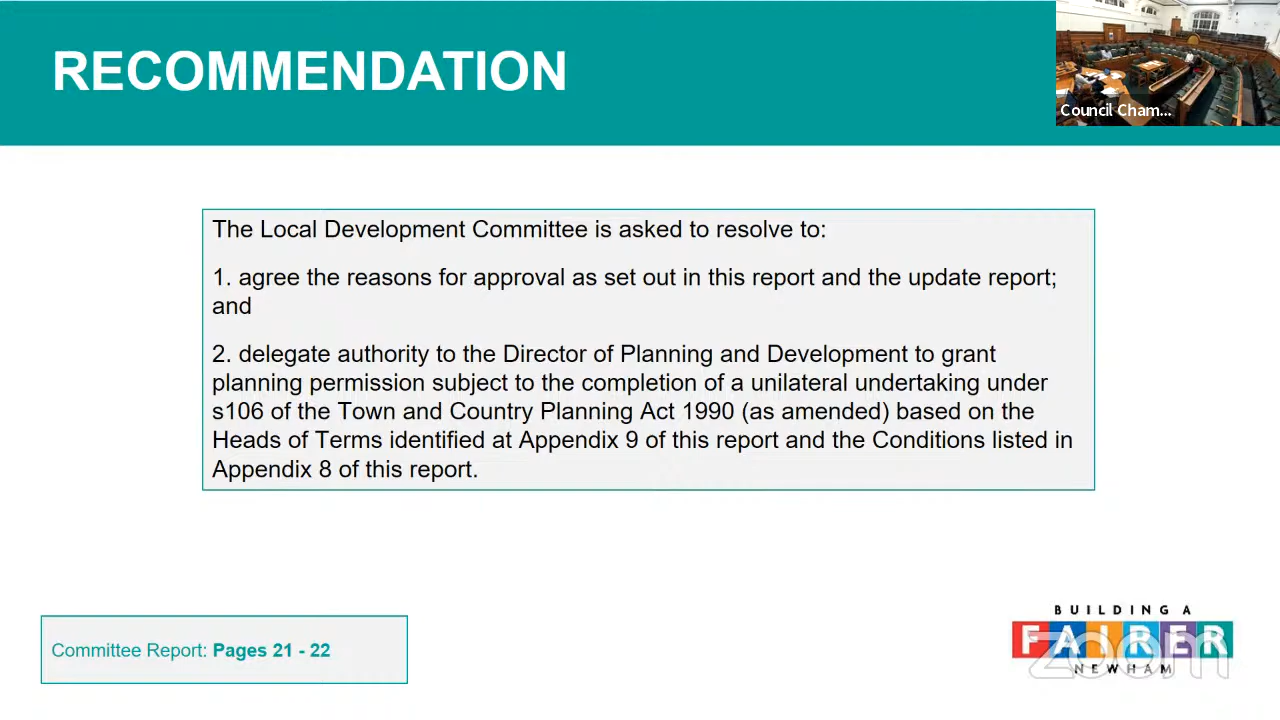 RECOMMENDATION
Council Cham...
The Local Development Committee is asked to resolve to:
1. agree the reasons for approval as set out in this report and the update report;
and
2. delegate authority to the Director of Planning and Development to grant
planning permission subject to the completion of a unilateral undertaking under
s106 of the Town and Country Planning Act 1990 (as amended) based on the
Heads of Terms identified at Appendix 9 of this report and the Conditions listed in
Appendix 8 of this report.
Committee Report: Pages 21 - 22
BUILDING A
FAIRER
zoom
NEWHAM